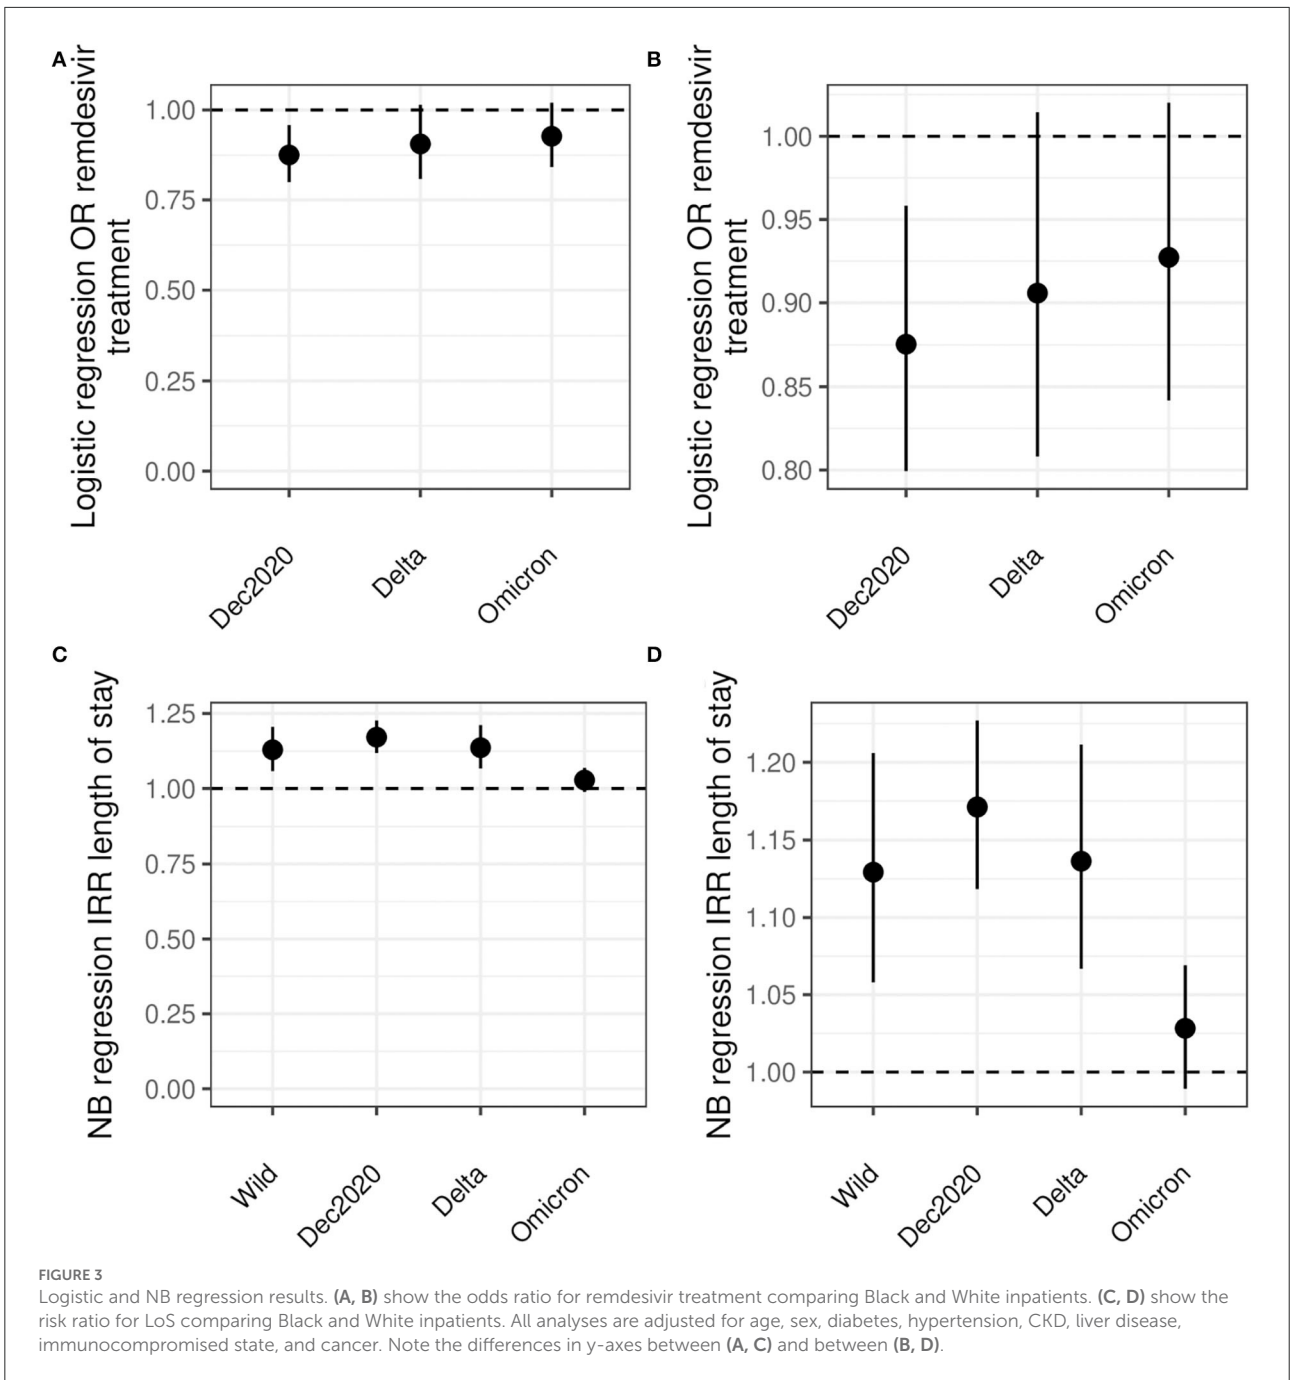 A
Logistic regression OR remdesivir
treatment
1.00
0.75
0.50
0.25
0.00
Dec2020
Delta
Omicron
B
Logistic regression OR remdesivir
treatment
1.00
0.95
0.90
0.85
0.80
Dec2020
Delta
Omicron
C
NB regression IRR length of stay
1.25
1.00
0.75
0.50
0.25
0.00
Wild
Dec2020
Delta
Omicron
D
NB regression IRR length of stay
1.20
1.15
1.10
1.05
1.00
Wild
Dec2020
Delta
Omicron
FIGURE 3
Logistic and NB regression results. (A, B) show the odds ratio for remdesivir treatment comparing Black and White inpatients. (C, D) show the
risk ratio for LoS comparing Black and White inpatients. All analyses are adjusted for age, sex, diabetes, hypertension, CKD, liver disease,
immunocompromised state, and cancer. Note the differences in y-axes between (A, C) and between (B, D).